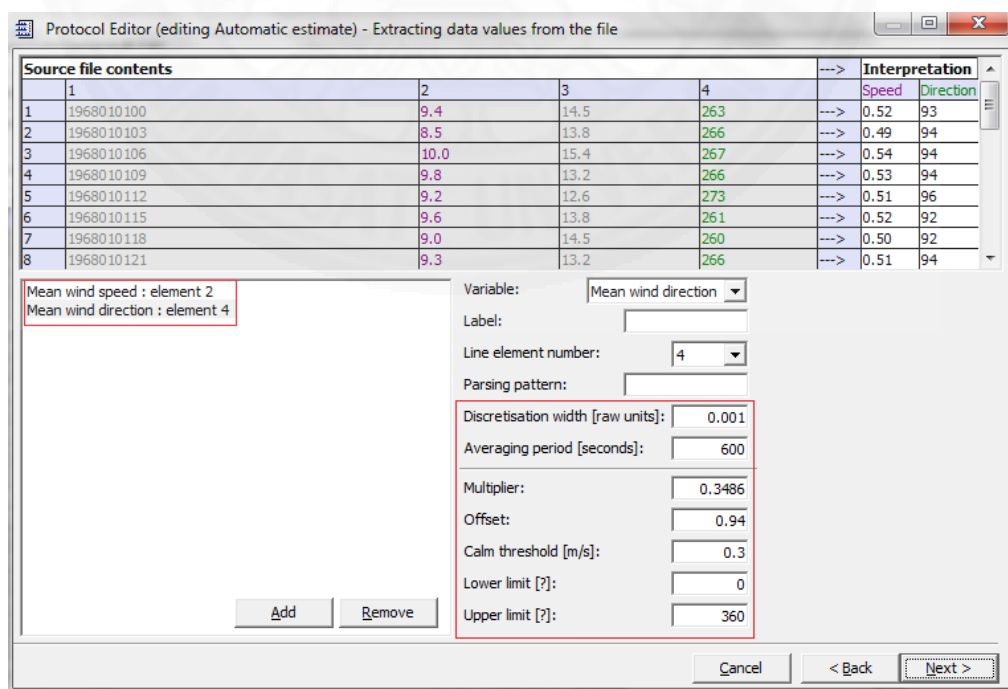 Protocol Editor (editing Automatic estimate) - Extracting data values from the file
Source file contents ---> Interpretation
1 2 3 4 Speed Direction
1 1968010100 9.4 14.5 263 ---> 0.52 93
2 1968010103 8.5 13.8 266 ---> 0.49 94
3 1968010106 10.0 15.4 267 ---> 0.54 94
4 1968010109 9.8 13.2 266 ---> 0.53 94
5 1968010112 9.2 12.6 273 ---> 0.51 96
6 1968010115 9.6 13.8 261 ---> 0.52 92
7 1968010118 9.0 14.5 260 ---> 0.50 92
8 1968010121 9.3 13.2 266 ---> 0.51 94
Mean wind speed : element 2
Mean wind direction : element 4
Add Remove
Variable: Mean wind direction
Label:
Line element number: 4
Parsing pattern:
Discretisation width [raw units]: 0.001
Averaging period [seconds]: 600
Multiplier: 0.3486
Offset: 0.94
Calm threshold [m/s]: 0.3
Lower limit [?]: 0
Upper limit [?]: 360
Cancel < Back Next >